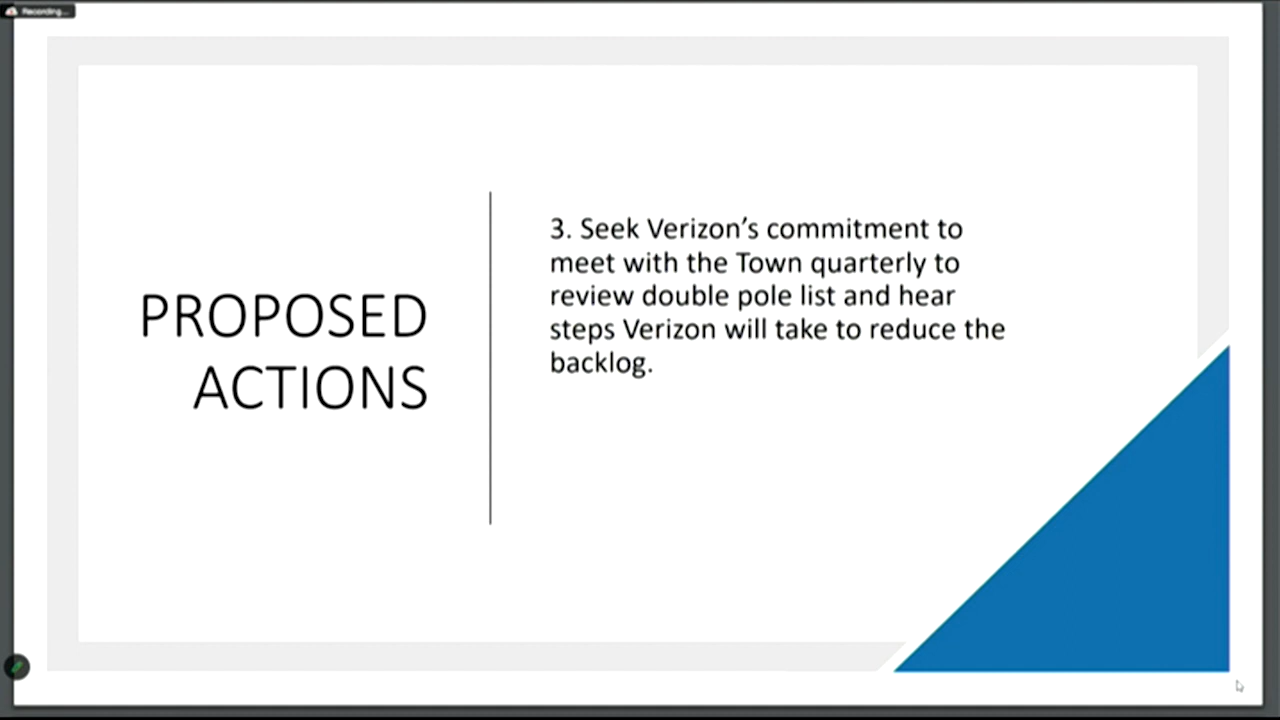 Recording...
PROPOSED
ACTIONS
3. Seek Verizon’s commitment to
meet with the Town quarterly to
review double pole list and hear
steps Verizon will take to reduce the
backlog.